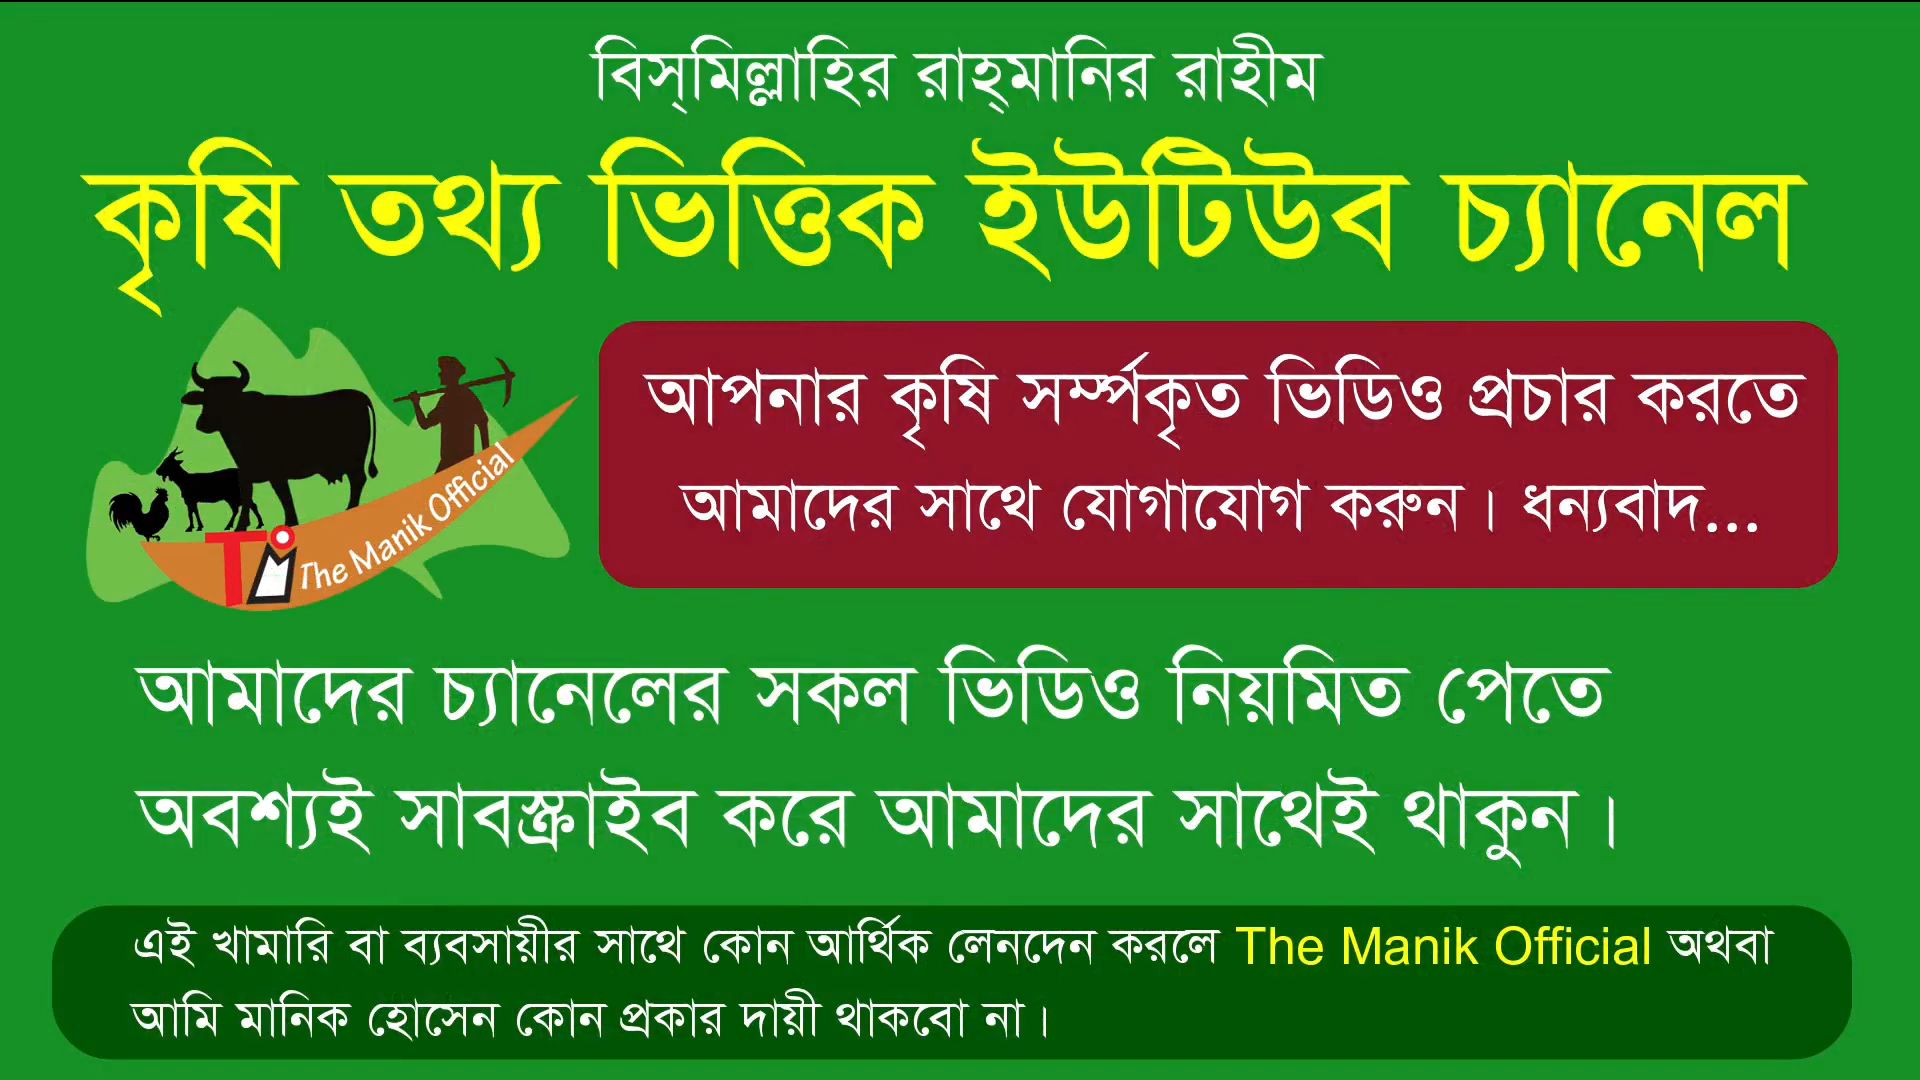 বিস্‌মিল্লাহির রাহ্‌মানির রাহীম
কৃষি তথ্য ভিত্তিক ইউটিউব চ্যানেল
আপনার কৃষি সর্ম্পকৃত ভিডিও প্রচার করতে
আমাদের সাথে যোগাযোগ করুন। ধন্যবাদ...
TM The Manik Official
আমাদের চ্যানেলের সকল ভিডিও নিয়মিত পেতে
অবশ্যই সাবস্ক্রাইব করে আমাদের সাথেই থাকুন।
এই খামারি বা ব্যবসায়ীর সাথে কোন আর্থিক লেনদেন করলে The Manik Official অথবা
আমি মানিক হোসেন কোন প্রকার দায়ী থাকবো না।